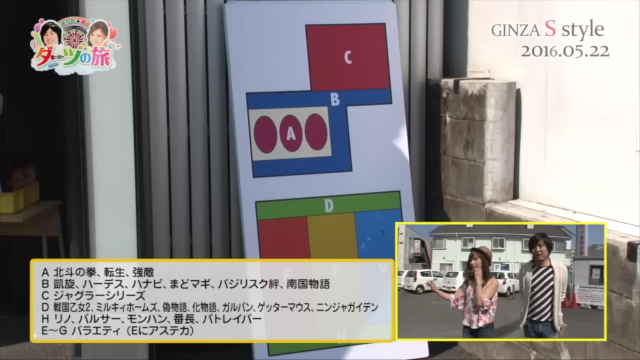 ダーツの旅
GINZA S style
2016.05.22
C
B
A
D
A 北斗の拳、転生、強敵
B 凱旋、ハーデス、ハナビ、まどマギ、バジリスク絆、南国物語
C ジャグラーシリーズ
D 戦国乙女2、ミルキィホームズ、偽物語、化物語、ガルパン、ゲッターマウス、ニンジャガイデン
H リノ、パルサー、モンハン、番長、パトレイバー
E～G バラエティ（Eにアステカ）